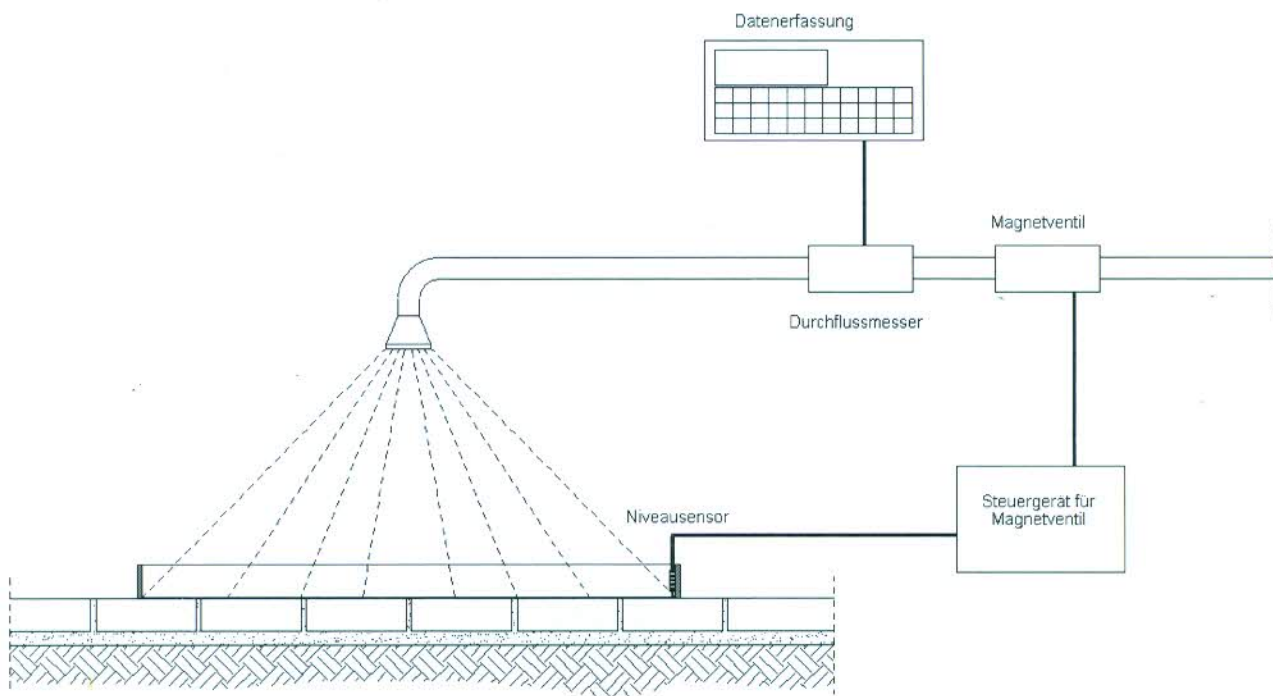 Datenerfassung
Magnetventil
Durchflussmesser
Niveausensor
Steuergerät für
Magnetventil